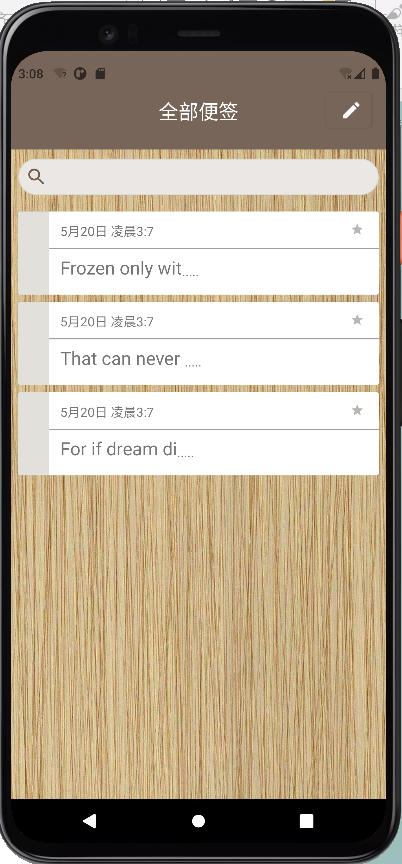 3:08
全部便签
5月20日 凌晨3:7
Frozen only wit.....
5月20日 凌晨3:7
That can never .....
5月20日 凌晨3:7
For if dream di.....